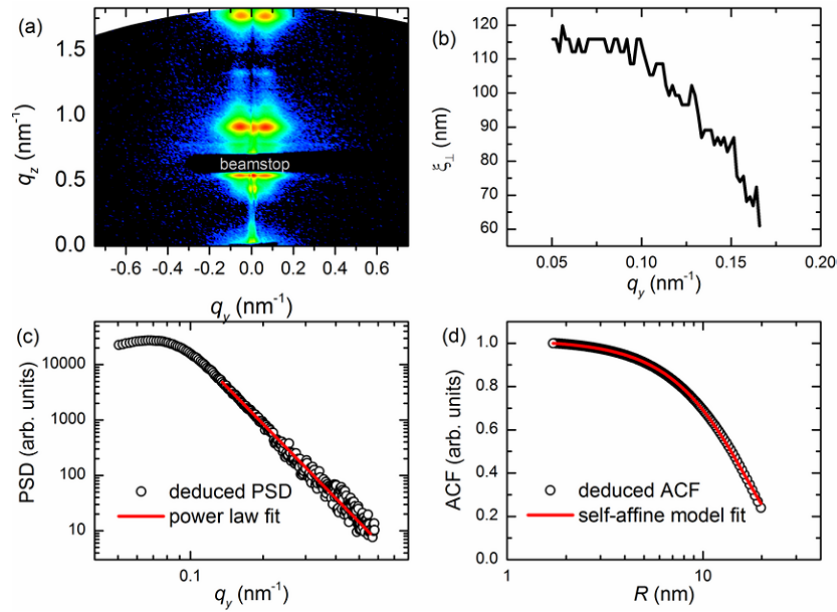 (a)
1.5
1.0
0.5
0.0
q_z (nm⁻¹)
beamstop
-0.6 -0.4 -0.2 0.0 0.2 0.4 0.6
q_y (nm⁻¹)
(b)
120
110
100
90
80
70
60
ξ⊥ (nm)
0.05 0.10 0.15 0.20
q_y (nm⁻¹)
(c)
10000
1000
100
10
PSD (arb. units)
deduced PSD
power law fit
0.1
q_y (nm⁻¹)
(d)
1.0
0.8
0.6
0.4
0.2
0.0
ACF (arb. units)
deduced ACF
self-affine model fit
1 10
R (nm)